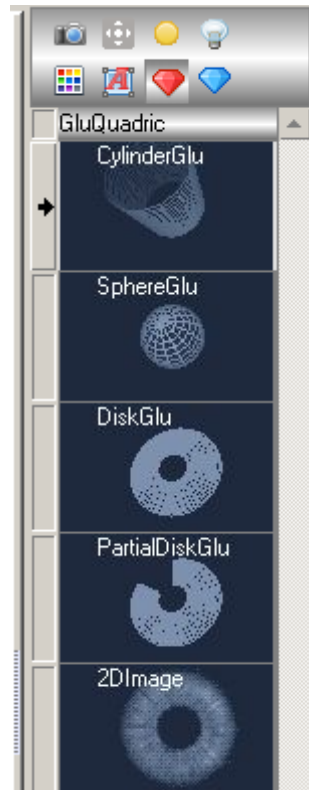 GluQuadric
CylinderGlu
SphereGlu
DiskGlu
PartialDiskGlu
2DImage